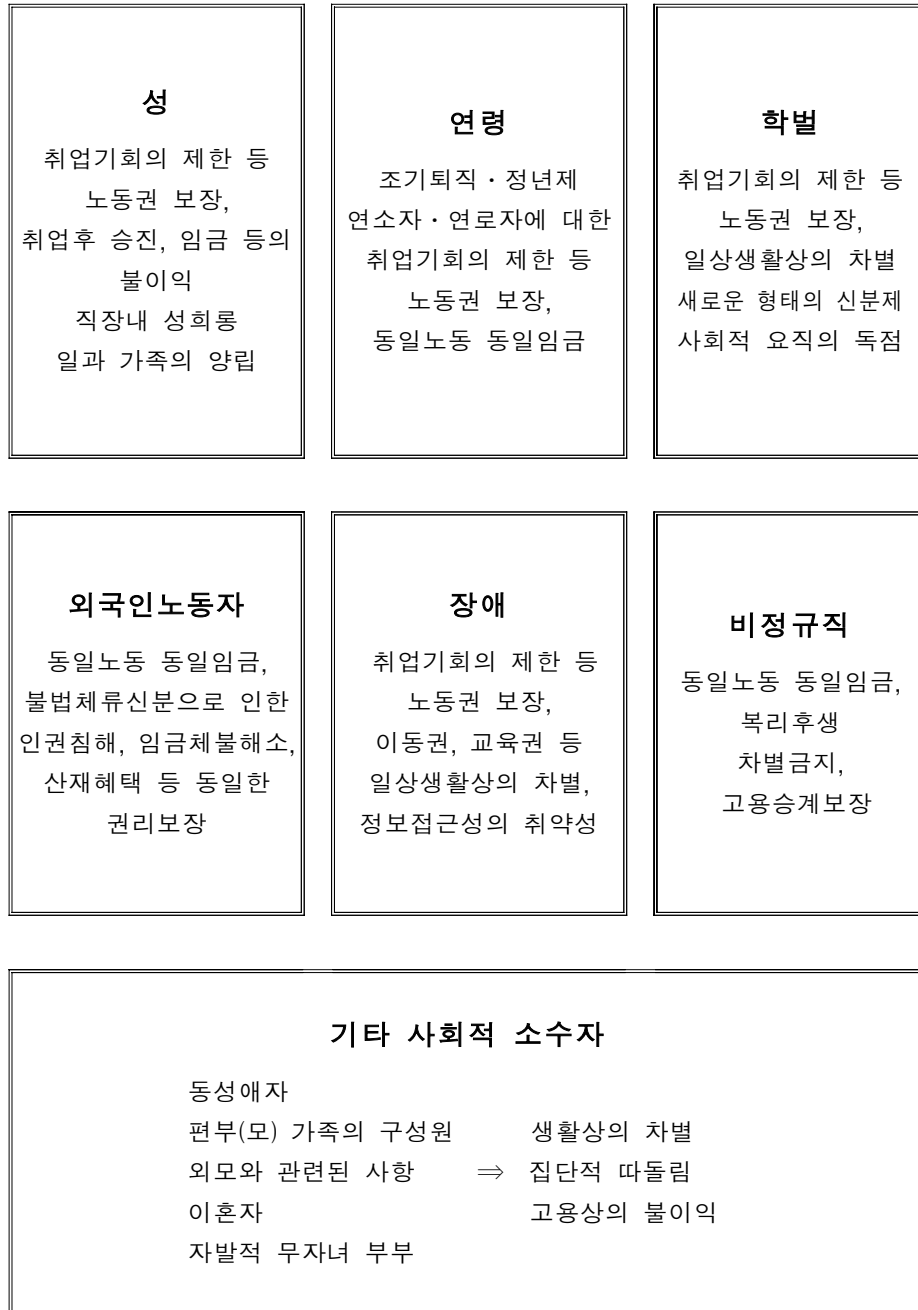 성
취업기회의 제한 등
노동권 보장,
취업후 승진, 임금 등의
불이익
직장내 성희롱
일과 가족의 양립
연령
조기퇴직・정년제
연소자・연로자에 대한
취업기회의 제한 등
노동권 보장,
동일노동 동일임금
학벌
취업기회의 제한 등
노동권 보장,
일상생활상의 차별
새로운 형태의 신분제
사회적 요직의 독점
외국인노동자
동일노동 동일임금,
불법체류신분으로 인한
인권침해, 임금체불해소,
산재혜택 등 동일한
권리보장
장애
취업기회의 제한 등
노동권 보장,
이동권, 교육권 등
일상생활상의 차별,
정보접근성의 취약성
비정규직
동일노동 동일임금,
복리후생
차별금지,
고용승계보장
기타 사회적 소수자
동성애자
편부(모) 가족의 구성원 생활상의 차별
외모와 관련된 사항 ⇒ 집단적 따돌림
이혼자 고용상의 불이익
자발적 무자녀 부부